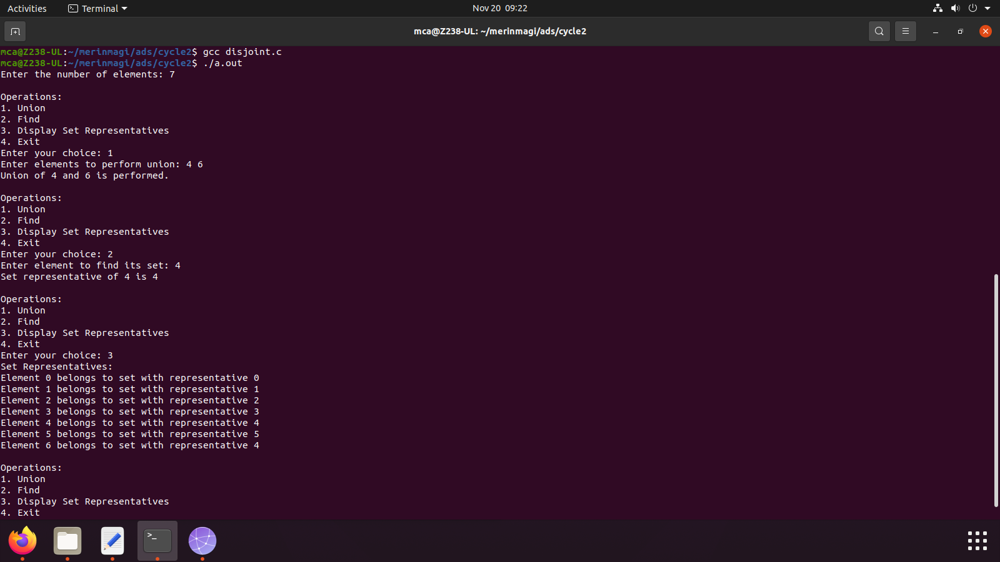 Activities Terminal Nov 20 09:22
mca@Z238-UL: ~/merinmagi/ads/cycle2
mca@Z238-UL:~/merinmagi/ads/cycle2$ gcc disjoint.c
mca@Z238-UL:~/merinmagi/ads/cycle2$ ./a.out
Enter the number of elements: 7
Operations:
1. Union
2. Find
3. Display Set Representatives
4. Exit
Enter your choice: 1
Enter elements to perform union: 4 6
Union of 4 and 6 is performed.
Operations:
1. Union
2. Find
3. Display Set Representatives
4. Exit
Enter your choice: 2
Enter element to find its set: 4
Set representative of 4 is 4
Operations:
1. Union
2. Find
3. Display Set Representatives
4. Exit
Enter your choice: 3
Set Representatives:
Element 0 belongs to set with representative 0
Element 1 belongs to set with representative 1
Element 2 belongs to set with representative 2
Element 3 belongs to set with representative 3
Element 4 belongs to set with representative 4
Element 5 belongs to set with representative 5
Element 6 belongs to set with representative 4
Operations:
1. Union
2. Find
3. Display Set Representatives
4. Exit